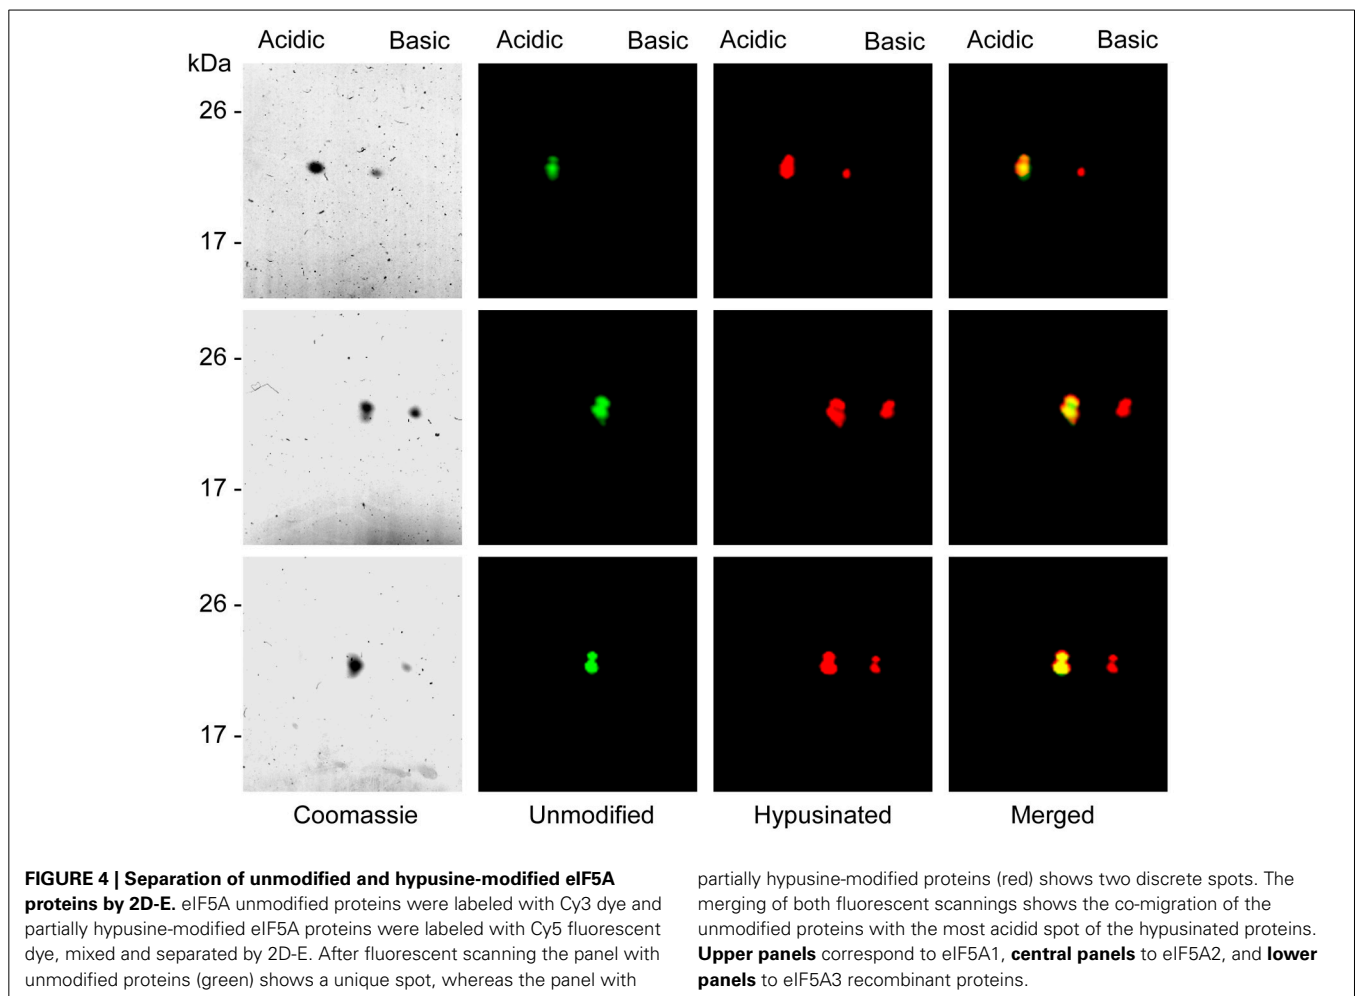 Acidic Basic Acidic Basic Acidic Basic Acidic Basic
kDa
26 -
17 -
26 -
17 -
26 -
17 -
Coomassie Unmodified Hypusinated Merged
FIGURE 4 | Separation of unmodified and hypusine-modified eIF5A
proteins by 2D-E. eIF5A unmodified proteins were labeled with Cy3 dye and
partially hypusine-modified eIF5A proteins were labeled with Cy5 fluorescent
dye, mixed and separated by 2D-E. After fluorescent scanning the panel with
unmodified proteins (green) shows a unique spot, whereas the panel with
partially hypusine-modified proteins (red) shows two discrete spots. The
merging of both fluorescent scannings shows the co-migration of the
unmodified proteins with the most acidid spot of the hypusinated proteins.
Upper panels correspond to eIF5A1, central panels to eIF5A2, and lower
panels to eIF5A3 recombinant proteins.